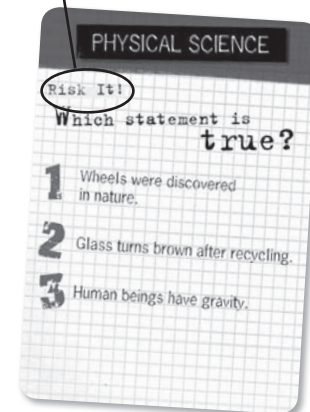 PHYSICAL SCIENCE
Risk It!
Which statement is
true?
1 Wheels were discovered
in nature.
2 Glass turns brown after recycling.
3 Human beings have gravity.